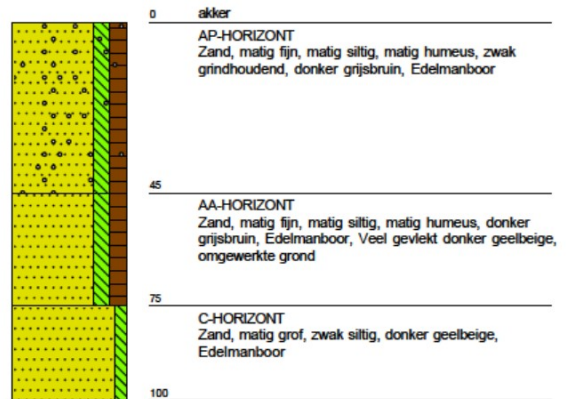 0 akker
AP-HORIZONT
Zand, matig fijn, matig siltig, matig humeus, zwak
grindhoudend, donker grijsbruin, Edelmanboor
45
AA-HORIZONT
Zand, matig fijn, matig siltig, matig humeus, donker
grijsbruin, Edelmanboor, Veel gevlekt donker geelbeige,
omgewerkte grond
75
C-HORIZONT
Zand, matig grof, zwak siltig, donker geelbeige,
Edelmanboor
100